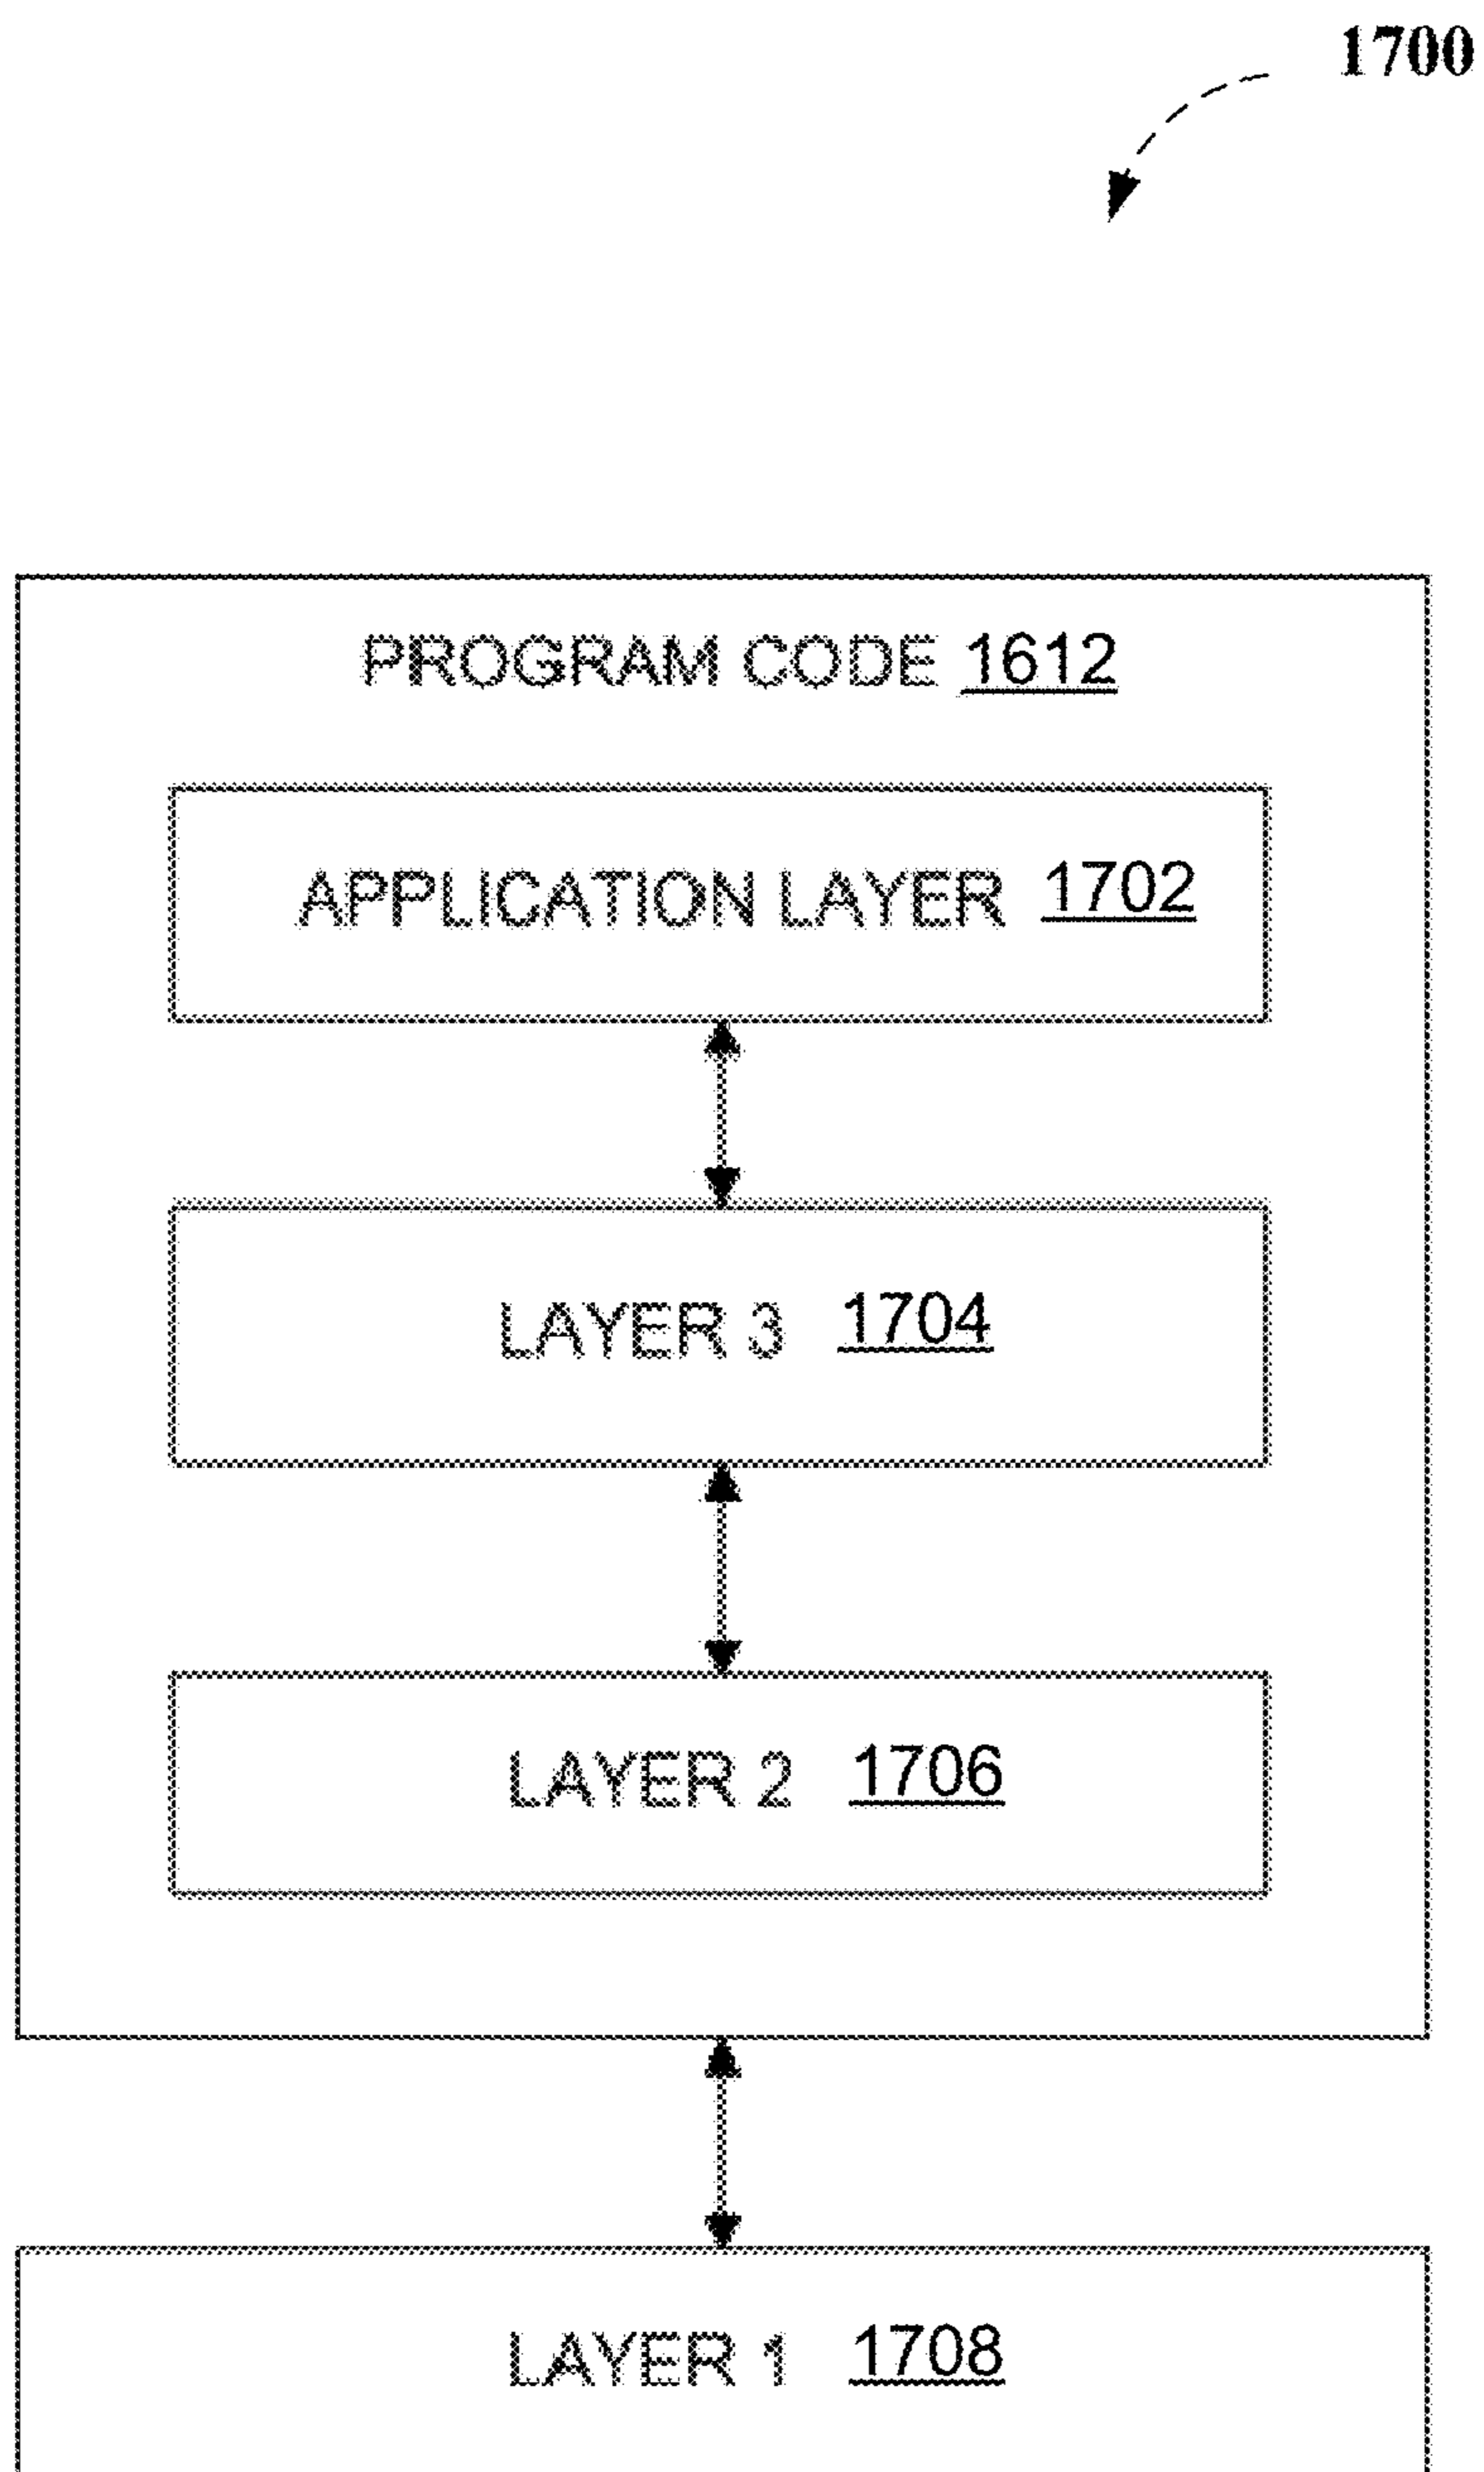 1700
PROGRAM CODE 1612
APPLICATION LAYER 1702
LAYER 3 1704
LAYER 2 1706
LAYER 1 1708